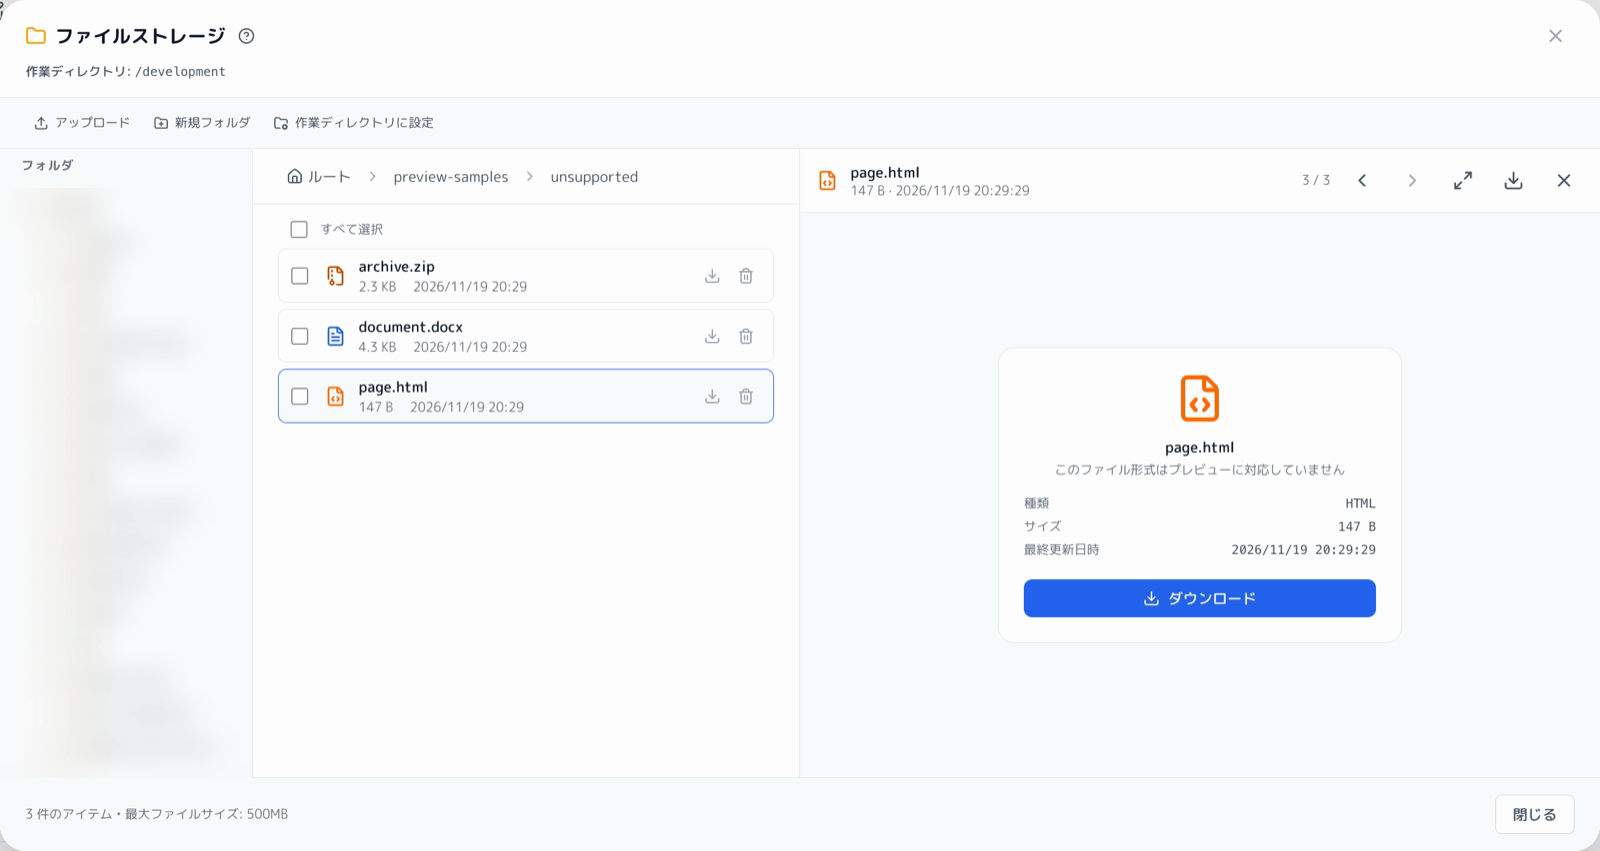 ファイルストレージ
作業ディレクトリ: /development
アップロード 新規フォルダ 作業ディレクトリに設定
フォルダ
ルート preview-samples unsupported
すべて選択
archive.zip
2.3 KB 2026/11/19 20:29
document.docx
4.3 KB 2026/11/19 20:29
page.html
147 B 2026/11/19 20:29
page.html
147 B · 2026/11/19 20:29:29
3 / 3
page.html
このファイル形式はプレビューに対応していません
種類 HTML
サイズ 147 B
最終更新日時 2026/11/19 20:29:29
ダウンロード
3 件のアイテム・最大ファイルサイズ: 500MB
閉じる